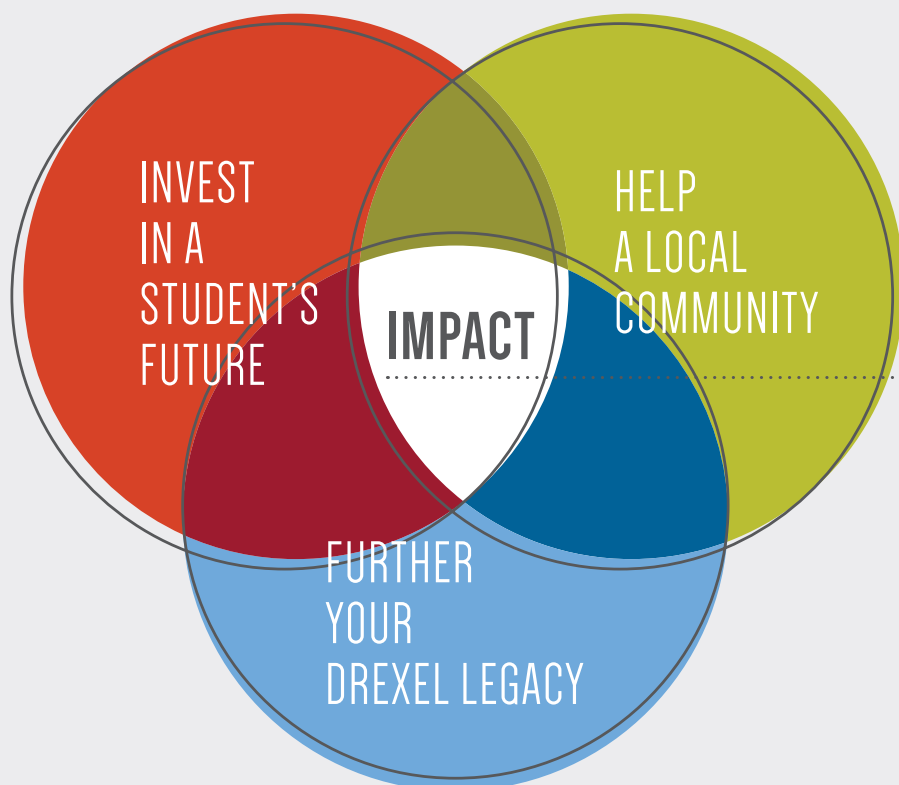 INVEST
IN A
STUDENT'S
FUTURE
HELP
A LOCAL
COMMUNITY
IMPACT
FURTHER
YOUR
DREXEL LEGACY